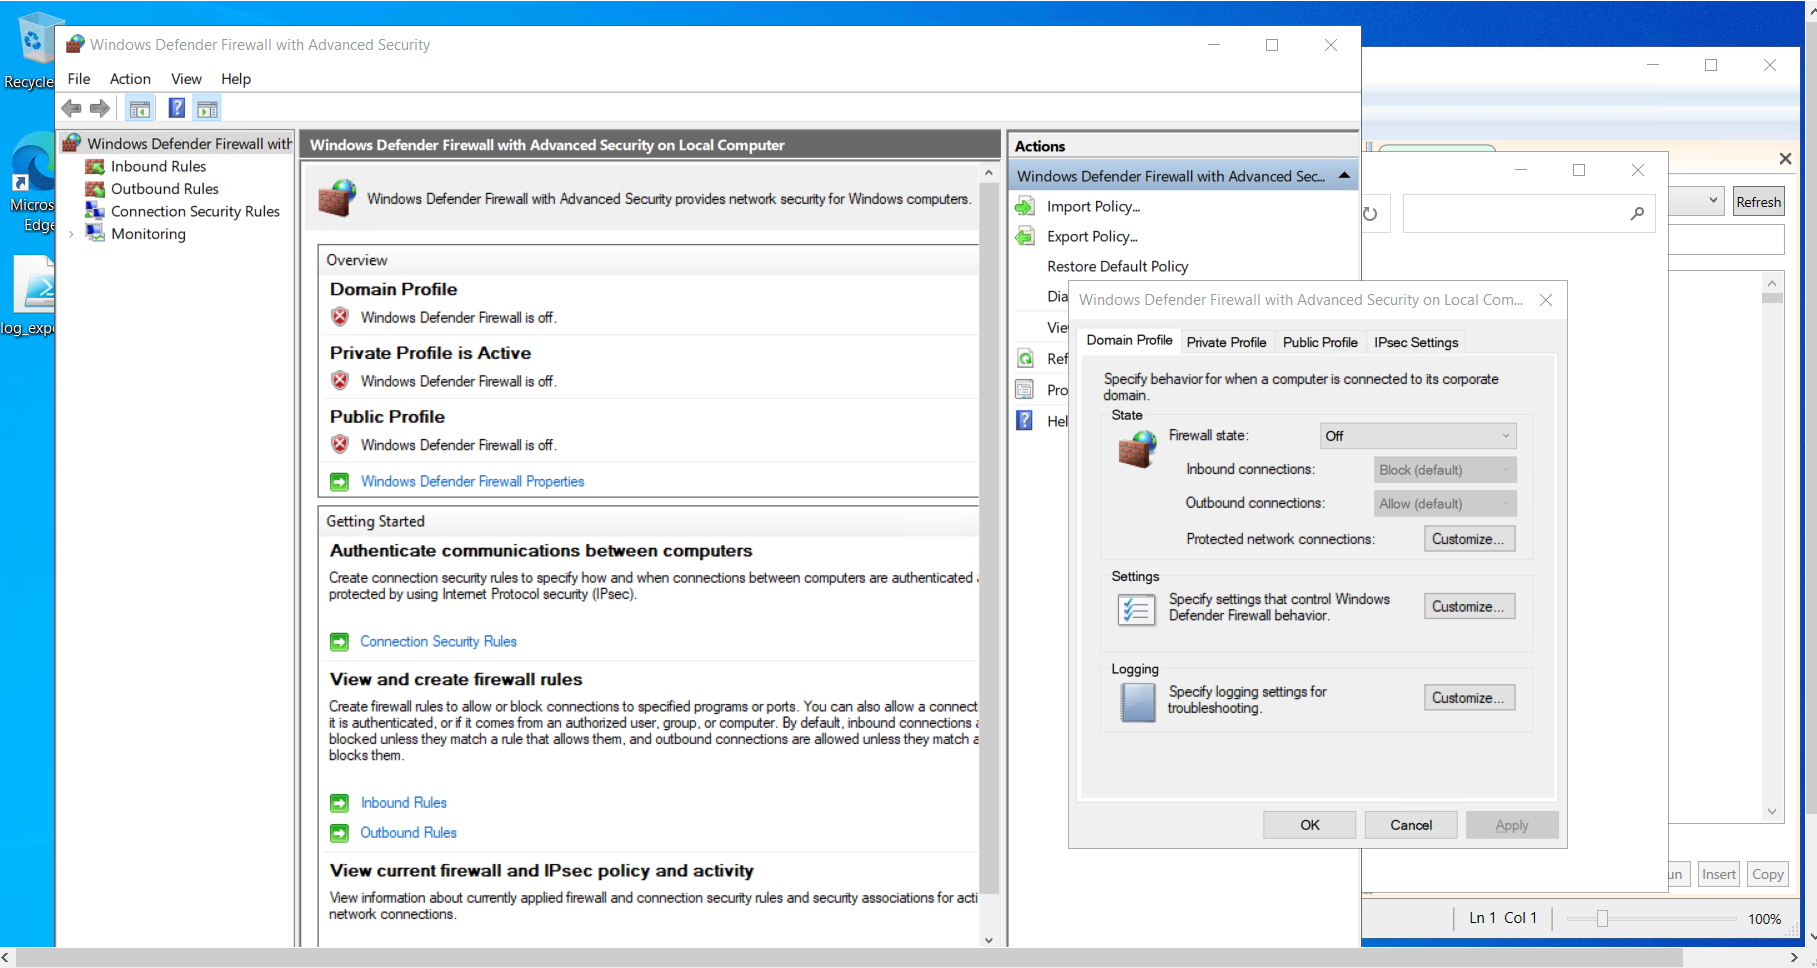 Recycle
Micros
Edge
log_expo
Windows Defender Firewall with Advanced Security
File Action View Help
Windows Defender Firewall with
Inbound Rules
Outbound Rules
Connection Security Rules
Monitoring
Windows Defender Firewall with Advanced Security on Local Computer
Windows Defender Firewall with Advanced Security provides network security for Windows computers.
Overview
Domain Profile
Windows Defender Firewall is off.
Private Profile is Active
Windows Defender Firewall is off.
Public Profile
Windows Defender Firewall is off.
Windows Defender Firewall Properties
Getting Started
Authenticate communications between computers
Create connection security rules to specify how and when connections between computers are authenticated
protected by using Internet Protocol security (IPsec).
Connection Security Rules
View and create firewall rules
Create firewall rules to allow or block connections to specified programs or ports. You can also allow a connect
it is authenticated, or if it comes from an authorized user, group, or computer. By default, inbound connections a
blocked unless they match a rule that allows them, and outbound connections are allowed unless they match a
blocks them.
Inbound Rules
Outbound Rules
View current firewall and IPsec policy and activity
View information about currently applied firewall and connection security rules and security associations for acti
network connections.
Actions
Windows Defender Firewall with Advanced Sec...
Import Policy...
Export Policy...
Restore Default Policy
Dia
Vie
Ref
Pro
Hel
Windows Defender Firewall with Advanced Security on Local Com...
Domain Profile Private Profile Public Profile IPsec Settings
Specify behavior for when a computer is connected to its corporate
domain.
State
Firewall state: Off
Inbound connections: Block (default)
Outbound connections: Allow (default)
Protected network connections: Customize...
Settings
Specify settings that control Windows
Defender Firewall behavior.
Customize...
Logging
Specify logging settings for
troubleshooting.
Customize...
OK Cancel Apply
Refresh
un Insert Copy
Ln 1 Col 1 100%